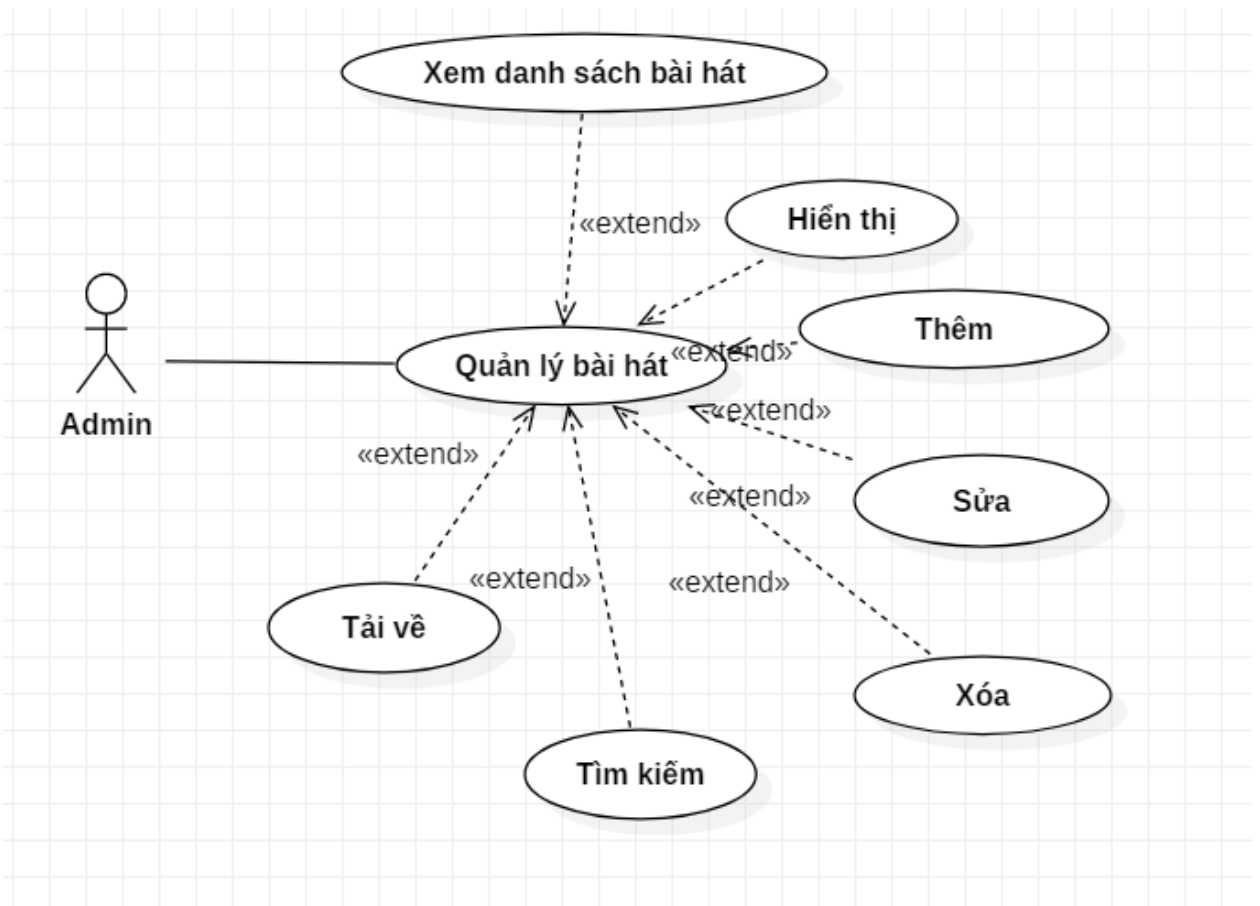 Xem danh sách bài hát
«extend»
Hiển thị
Thêm
Quản lý bài hát
«extend»
Admin
«extend»
«extend»
Sửa
«extend»
«extend»
«extend»
Tải về
Xóa
Tìm kiếm